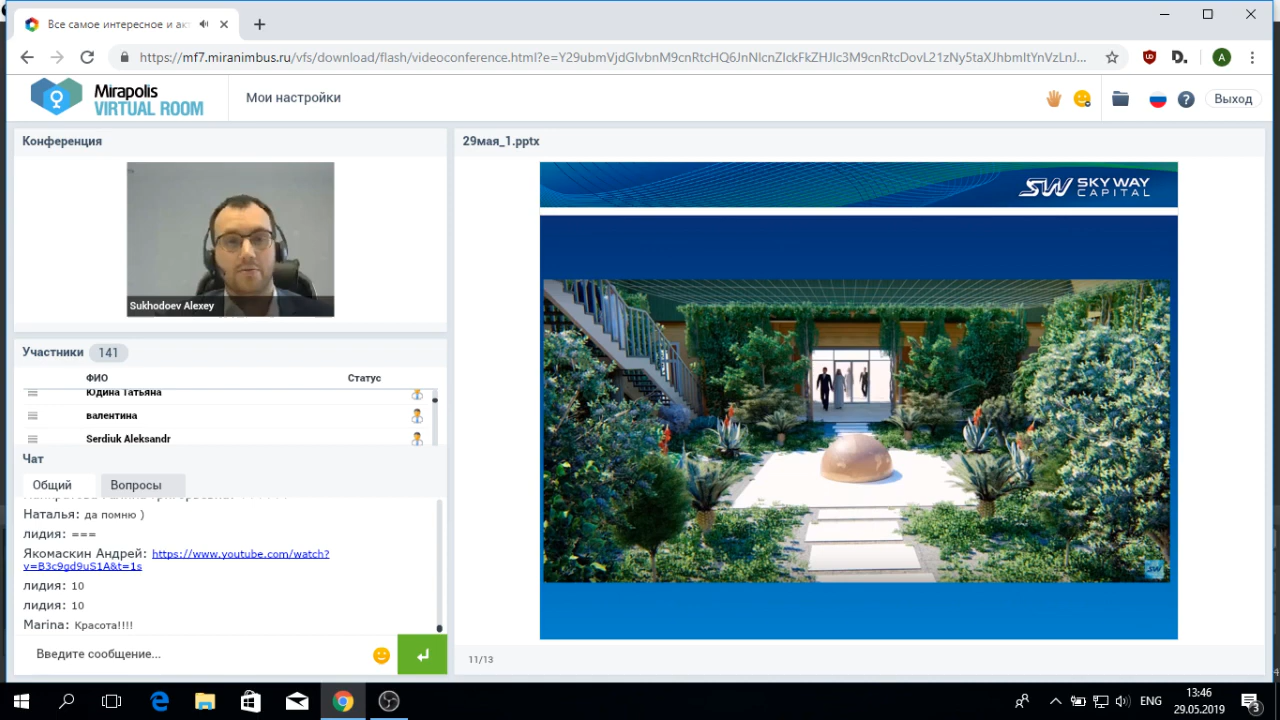 Все самое интересное и ак
https://mf7.miranimbus.ru/vfs/download/flash/videoconference.html?e=Y29ubmVjdGlvbnM9cnRtcHQ6JnNlcnZlckFkZHJlc3M9cnRtcDovL21zNy5taXJhbmltYnVzLnJ...
Mirapolis
VIRTUAL ROOM
Мои настройки
Выход
Конференция
29мая_1.pptx
SW SKY WAY
CAPITAL
Sukhodoev Alexey
Участники 141
ФИО Статус
Юдина Татьяна
валентина
Serdiuk Aleksandr
Чат
Общий Вопросы
Наталья: да помню )
лидия: ===
Якомаскин Андрей: https://www.youtube.com/watch?
v=B3c9gd9uS1A&t=1s
лидия: 10
лидия: 10
Marina: Красота!!!!
Введите сообщение...
11/13
ENG
13:46
29.05.2019
3